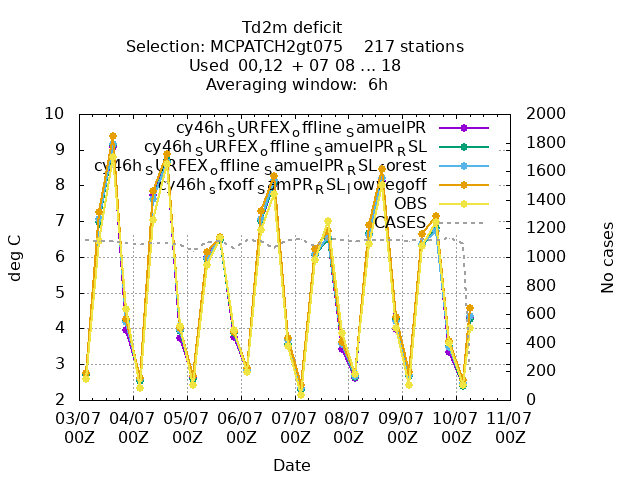 Td2m deficit
Selection: MCPATCH2gt075 217 stations
Used 00,12 + 07 08 ... 18
Averaging window: 6h
10 2000
cy46h_SURFEX_offline_SamuelPR
9 1800
cy46h_SURFEX_offline_SamuelPR_RSL
cy46h_SURFEX_offline_SamuelPR_RSL_orest
8 cy46h_sfxoff_SamPR_RSL_lowvegoff 1600
OBS
7 CASES 1400
1200
6 1000
5 800
4 600
400
3 200
2 0
deg C
No cases
03/07 04/07 05/07 06/07 07/07 08/07 09/07 10/07 11/07
00Z 00Z 00Z 00Z 00Z 00Z 00Z 00Z 00Z
Date